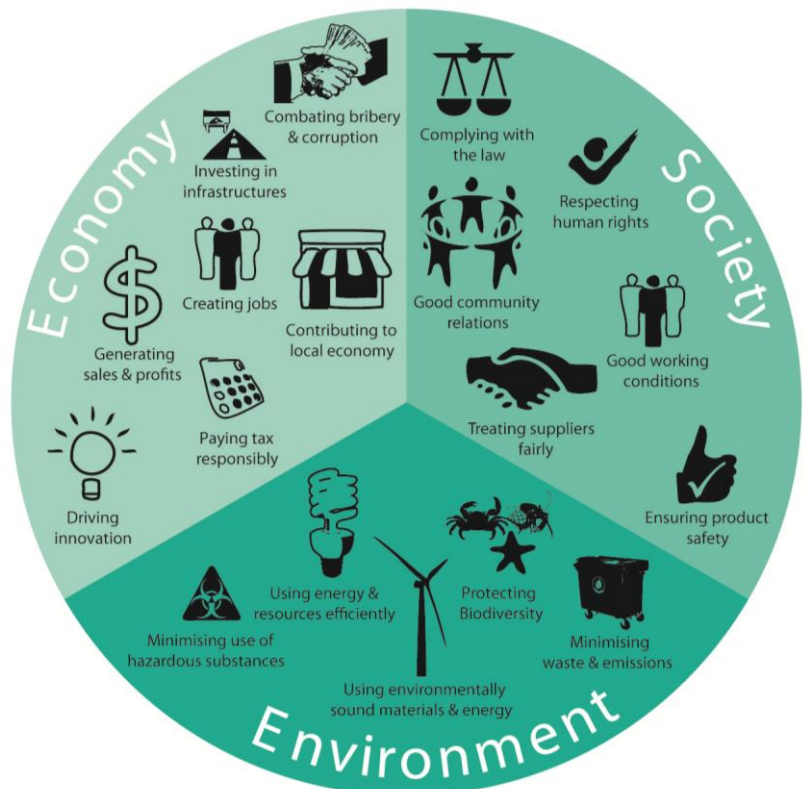 Economy
Combating bribery
& corruption
Investing in
infrastructures
Creating jobs
Contributing to
local economy
Generating
sales & profits
Paying tax
responsibly
Driving
innovation
Society
Complying with
the law
Respecting
human rights
Good community
relations
Good working
conditions
Treating suppliers
fairly
Ensuring product
safety
Environment
Using energy &
resources efficiently
Protecting
Biodiversity
Minimising use of
hazardous substances
Minimising
waste & emissions
Using environmentally
sound materials & energy